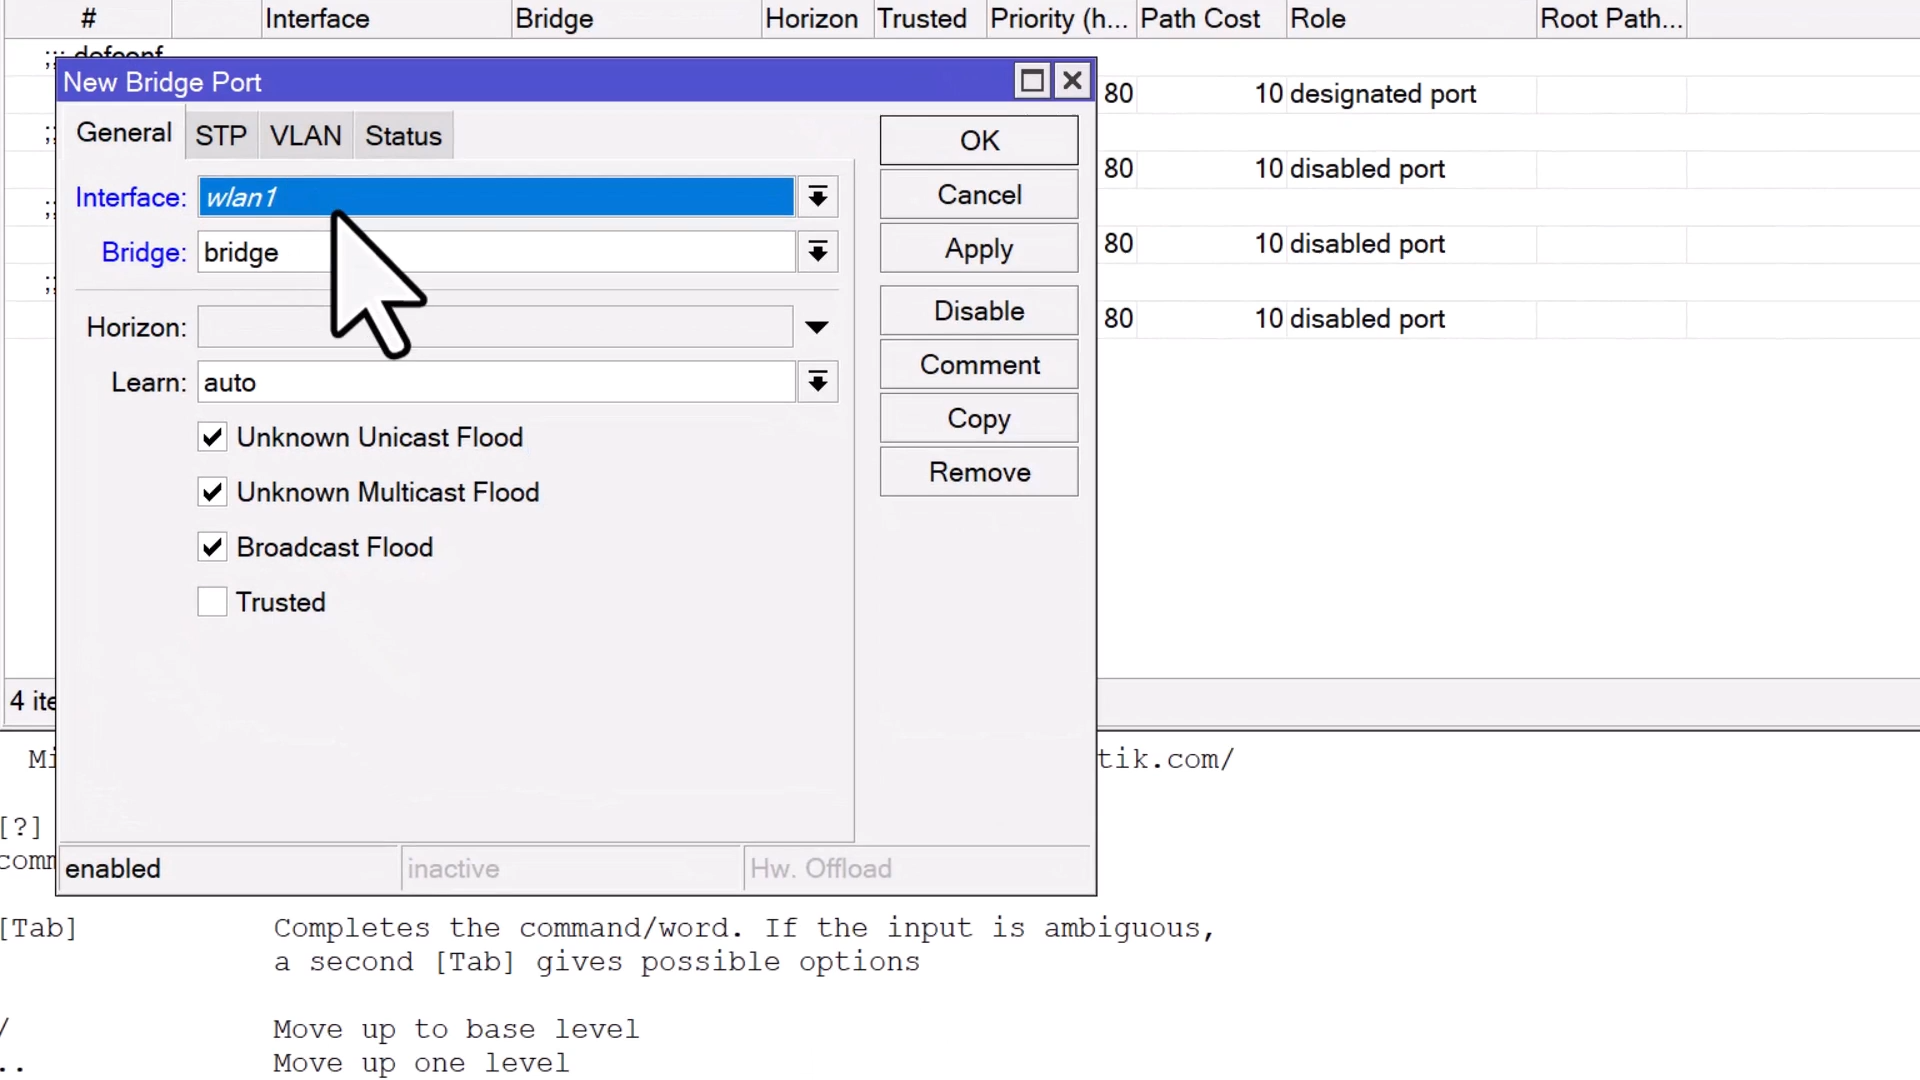 # Interface Bridge Horizon Trusted Priority (h... Path Cost Role Root Path...
;;; defconf
New Bridge Port
80 10 designated port
General STP VLAN Status
OK
;;
Interface: wlan1
Cancel
80 10 disabled port
;;
Bridge: bridge
Apply
80 10 disabled port
;;
Horizon:
Disable
80 10 disabled port
Learn: auto
Comment
Unknown Unicast Flood
Copy
Unknown Multicast Flood
Remove
Broadcast Flood
Trusted
4 ite
Mi tik.com/
[?]
comm
enabled inactive Hw. Offload
[Tab] Completes the command/word. If the input is ambiguous,
a second [Tab] gives possible options
/ Move up to base level
.. Move up one level